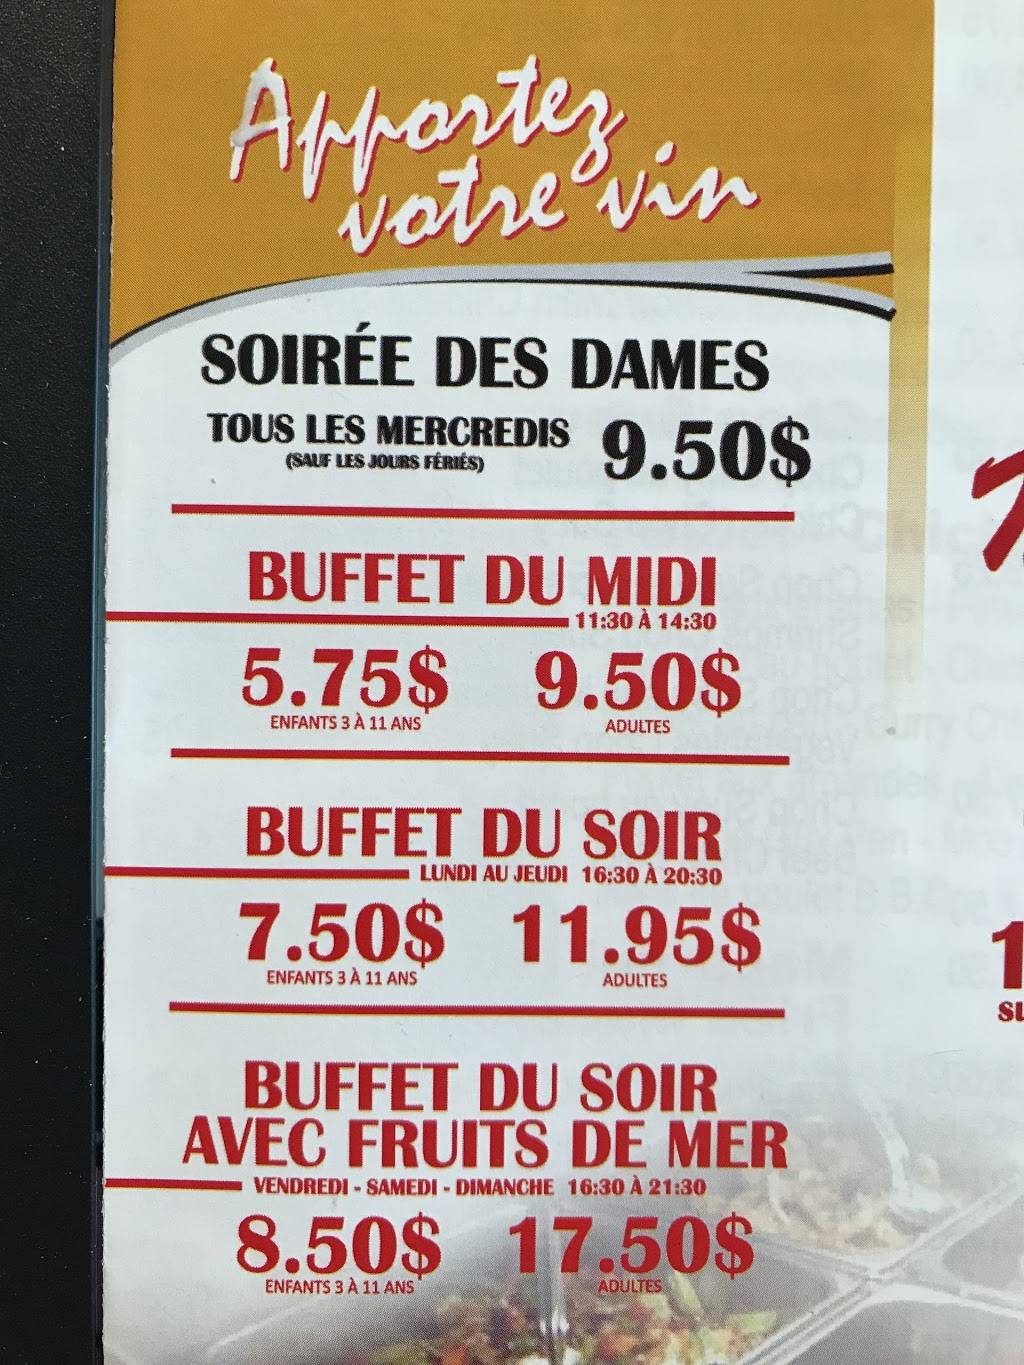 Apportez
votre vin
SOIRÉE DES DAMES
TOUS LES MERCREDIS 9.50$
(SAUF LES JOURS FÉRIÉS)
BUFFET DU MIDI
11:30 À 14:30
5.75$ 9.50$
ENFANTS 3 À 11 ANS ADULTES
BUFFET DU SOIR
LUNDI AU JEUDI 16:30 À 20:30
7.50$ 11.95$
ENFANTS 3 À 11 ANS ADULTES
BUFFET DU SOIR
AVEC FRUITS DE MER
VENDREDI - SAMEDI - DIMANCHE 16:30 À 21:30
8.50$ 17.50$
ENFANTS 3 À 11 ANS ADULTES